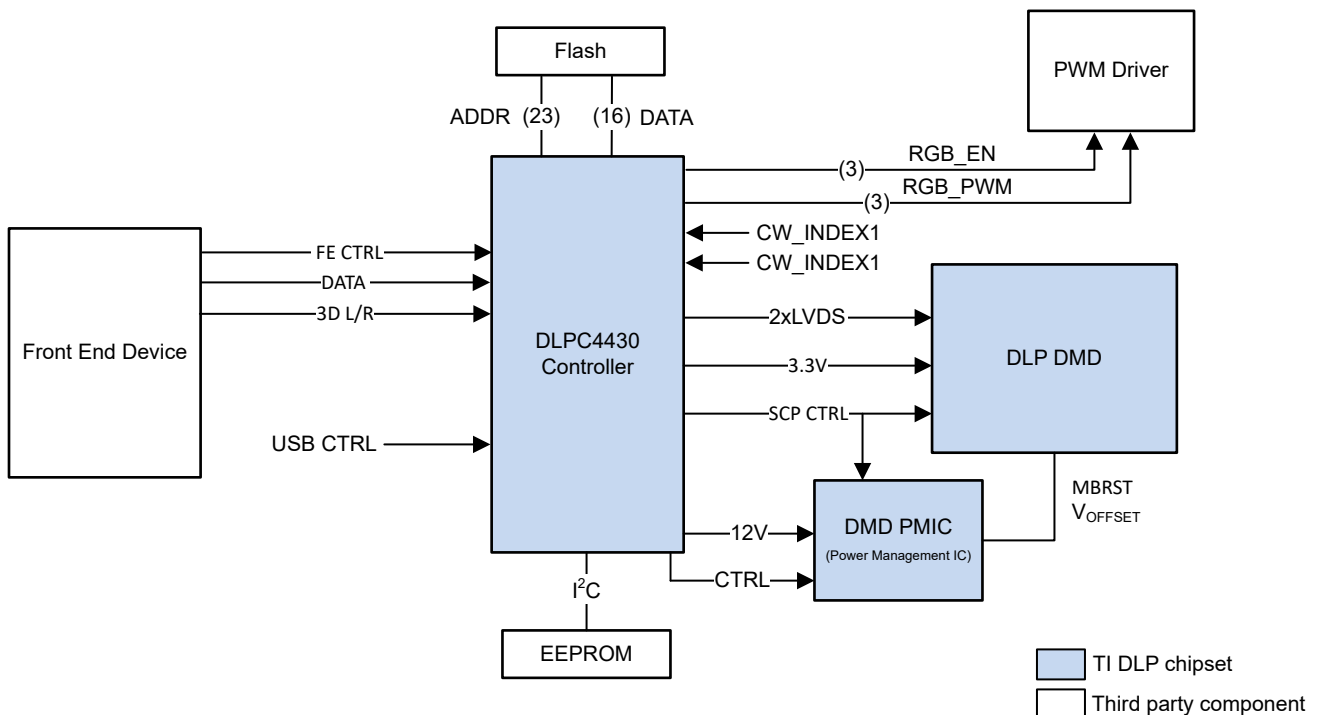 Flash
PWM Driver
ADDR (23) (16) DATA
RGB_EN
(3)
RGB_PWM
(3)
CW_INDEX1
CW_INDEX1
Front End Device
FE CTRL
DATA
3D L/R
USB CTRL
DLPC4430
Controller
2xLVDS
3.3V
SCP CTRL
DLP DMD
MBRST
VOFFSET
12V
CTRL
DMD PMIC
(Power Management IC)
I²C
EEPROM
TI DLP chipset
Third party component